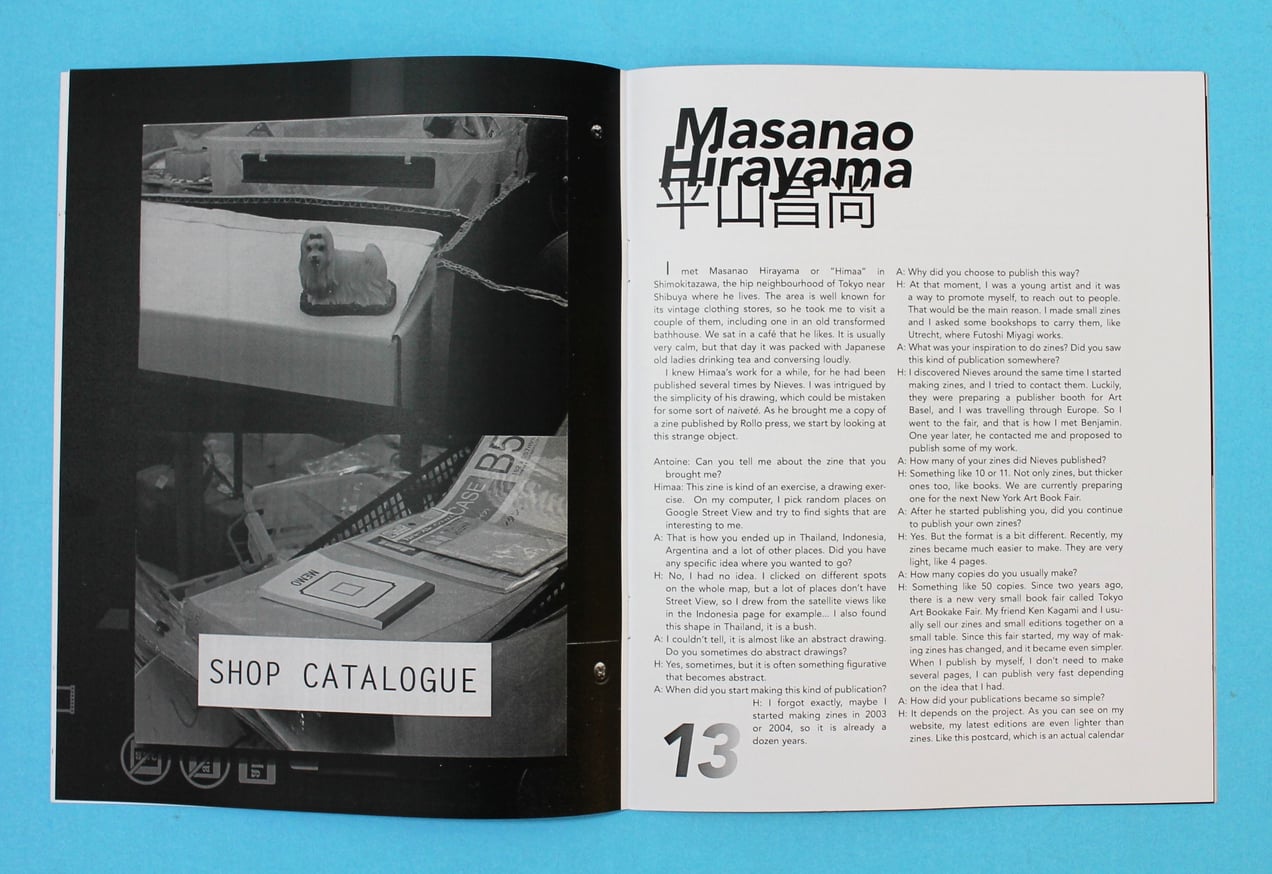 CASE B5
MEMO
SHOP CATALOGUE
Masanao
Hirayama
平山昌尚
I met Masanao Hirayama or "Himaa" in
Shimokitazawa, the hip neighbourhood of Tokyo near
Shibuya where he lives. The area is well known for
its vintage clothing stores, so he took me to visit a
couple of them, including one in an old transformed
bathhouse. We sat in a café that he likes. It is usually
very calm, but that day it was packed with Japanese
old ladies drinking tea and conversing loudly.
I knew Himaa's work for a while, for he had been
published several times by Nieves. I was intrigued by
the simplicity of his drawing, which could be mistaken
for some sort of naiveté. As he brought me a copy of
a zine published by Rollo press, we start by looking at
this strange object.
Antoine: Can you tell me about the zine that you
brought me?
Himaa: This zine is kind of an exercise, a drawing exer-
cise. On my computer, I pick random places on
Google Street View and try to find sights that are
interesting to me.
A: That is how you ended up in Thailand, Indonesia,
Argentina and a lot of other places. Did you have
any specific idea where you wanted to go?
H: No, I had no idea. I clicked on different spots
on the whole map, but a lot of places don't have
Street View, so I drew from the satellite views like
in the Indonesia page for example... I also found
this shape in Thailand, it is a bush.
A: I couldn't tell, it is almost like an abstract drawing.
Do you sometimes do abstract drawings?
H: Yes, sometimes, but it is often something figurative
that becomes abstract.
A: When did you start making this kind of publication?
H: I forgot exactly, maybe I
started making zines in 2003
or 2004, so it is already a
dozen years.
13
A: Why did you choose to publish this way?
H: At that moment, I was a young artist and it was
a way to promote myself, to reach out to people.
That would be the main reason. I made small zines
and I asked some bookshops to carry them, like
Utrecht, where Futoshi Miyagi works.
A: What was your inspiration to do zines? Did you saw
this kind of publication somewhere?
H: I discovered Nieves around the same time I started
making zines, and I tried to contact them. Luckily,
they were preparing a publisher booth for Art
Basel, and I was travelling through Europe. So I
went to the fair, and that is how I met Benjamin.
One year later, he contacted me and proposed to
publish some of my work.
A: How many of your zines did Nieves published?
H: Something like 10 or 11. Not only zines, but thicker
ones too, like books. We are currently preparing
one for the next New York Art Book Fair.
A: After he started publishing you, did you continue
to publish your own zines?
H: Yes. But the format is a bit different. Recently, my
zines became much easier to make. They are very
light, like 4 pages.
A: How many copies do you usually make?
H: Something like 50 copies. Since two years ago,
there is a new very small book fair called Tokyo
Art Bookake Fair. My friend Ken Kagami and I usu-
ally sell our zines and small editions together on a
small table. Since this fair started, my way of mak-
ing zines has changed, and it became even simpler.
When I publish by myself, I don't need to make
several pages, I can publish very fast depending
on the idea that I had.
A: How did your publications became so simple?
H: It depends on the project. As you can see on my
website, my latest editions are even lighter than
zines. Like this postcard, which is an actual calendar